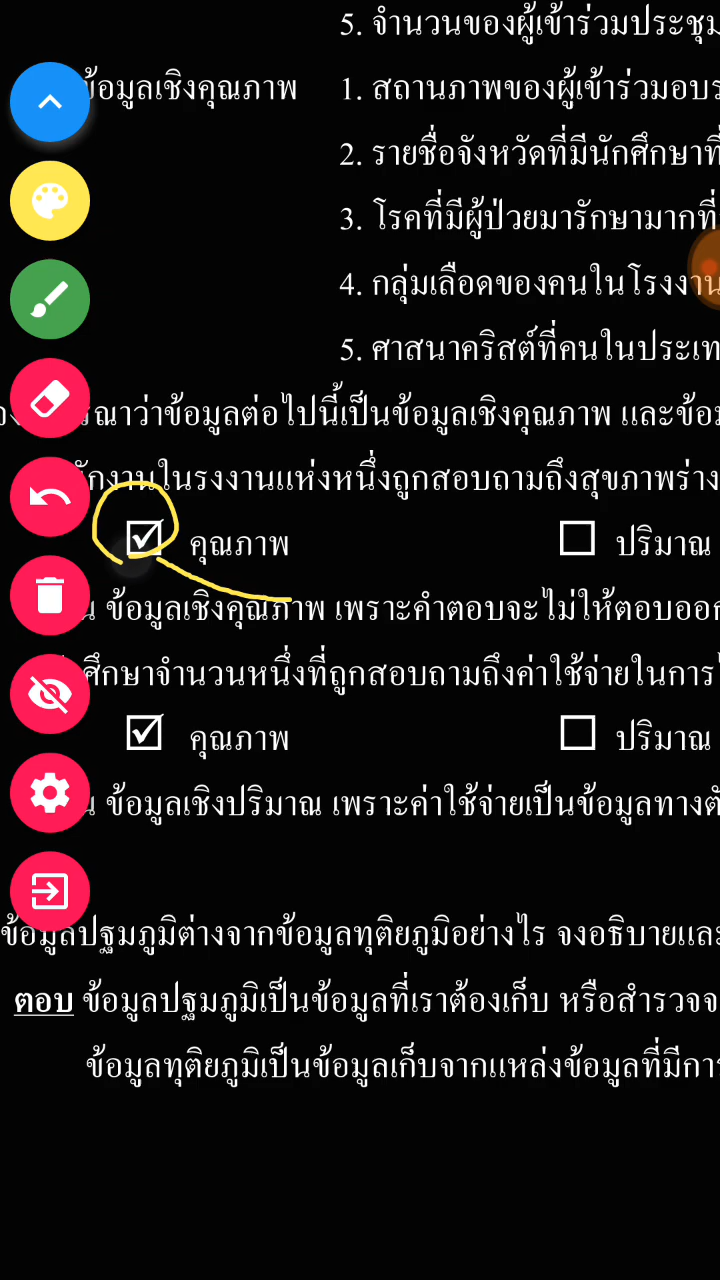 5. จำนวนของผู้เข้าร่วมประชุม
ข้อมูลเชิงคุณภาพ 1. สถานภาพของผู้เข้าร่วมอบร
2. รายชื่อจังหวัดที่มีนักศึกษาที่
3. โรคที่มีผู้ป่วยมารักษามากที่
4. กลุ่มเลือดของคนในโรงงาน
5. ศาสนาคริสต์ที่คนในประเท
ว่าข้อมูลต่อไปนี้เป็นข้อมูลเชิงคุณภาพ และข้อม
งานในรงงานแห่งหนึ่งถูกสอบถามถึงสุขภาพร่าง
☑ คุณภาพ ☐ ปริมาณ
ข้อมูลเชิงคุณภาพ เพราะคำตอบจะไม่ให้ตอบออก
ศึกษาจำนวนหนึ่งที่ถูกสอบถามถึงค่าใช้จ่ายในการ
☑ คุณภาพ ☐ ปริมาณ
ข้อมูลเชิงปริมาณ เพราะค่าใช้จ่ายเป็นข้อมูลทางตั
ข้อมูลปฐมภูมิต่างจากข้อมูลทุติยภูมิอย่างไร จงอธิบายและ
ตอบ ข้อมูลปฐมภูมิเป็นข้อมูลที่เราต้องเก็บ หรือสำรวจจ
ข้อมูลทุติยภูมิเป็นข้อมูลเก็บจากแหล่งข้อมูลที่มีกา